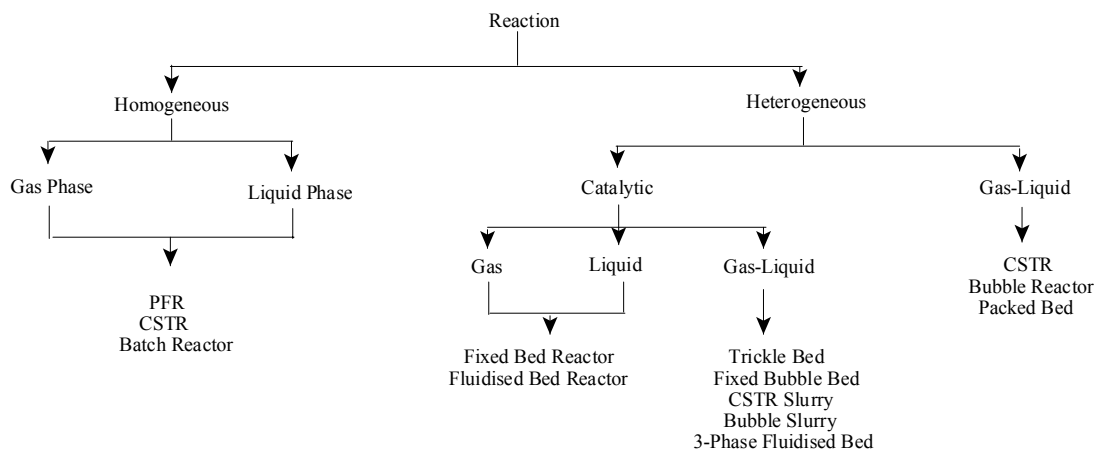 Reaction
Homogeneous
Heterogeneous
Gas Phase
Liquid Phase
Catalytic
Gas-Liquid
Gas
Liquid
Gas-Liquid
CSTR
Bubble Reactor
Packed Bed
PFR
CSTR
Batch Reactor
Fixed Bed Reactor
Fluidised Bed Reactor
Trickle Bed
Fixed Bubble Bed
CSTR Slurry
Bubble Slurry
3-Phase Fluidised Bed